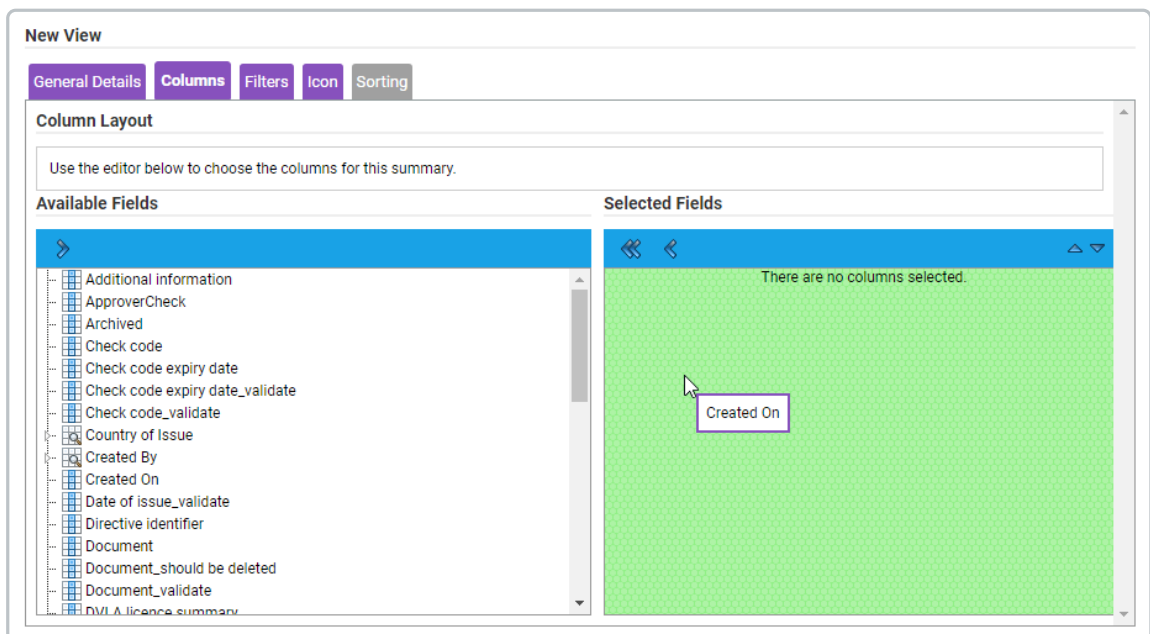 New View
General Details Columns Filters Icon Sorting
Column Layout
Use the editor below to choose the columns for this summary.
Available Fields
Selected Fields
There are no columns selected.
Additional information
ApproverCheck
Archived
Check code
Check code expiry date
Check code expiry date_validate
Check code_validate
Country of Issue
Created By
Created On
Date of issue_validate
Directive identifier
Document
Document_should be deleted
Document_validate
DVLA licence summary
Created On